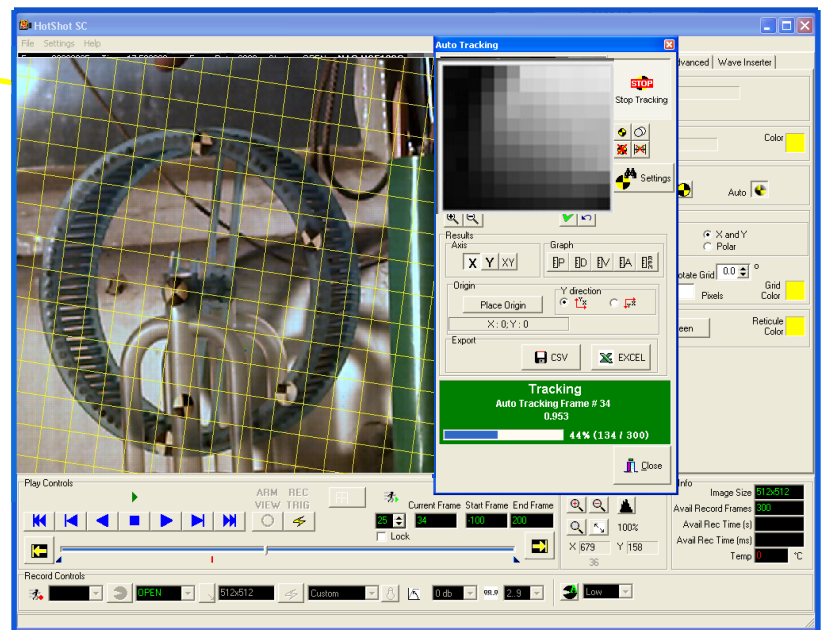 HotShot SC
File Settings Help
Auto Tracking
STOP
Stop Tracking
Settings
Wave Inserter
Color
Auto
X and Y
Polar
Rotate Grid 0.0 °
Pixels
Grid
Color
Reticule
Color
Results
Axis
X Y XY
Graph
P D V A
Origin
Place Origin
Y direction
X : 0; Y : 0
Export
CSV
EXCEL
Tracking
Auto Tracking Frame # 34
0.953
44% (134 / 300)
Close
Play Controls
ARM REC
VIEW TRIG
Current Frame Start Frame End Frame
25 34 -100 200
Lock
100%
X 679 Y 158
36
Info
Image Size 512x512
Avail Record Frames 300
Avail Rec Time (s)
Avail Rec Time (ms)
Temp 0 °C
Record Controls
OPEN
512x512
Custom
0 db
2..9
Low